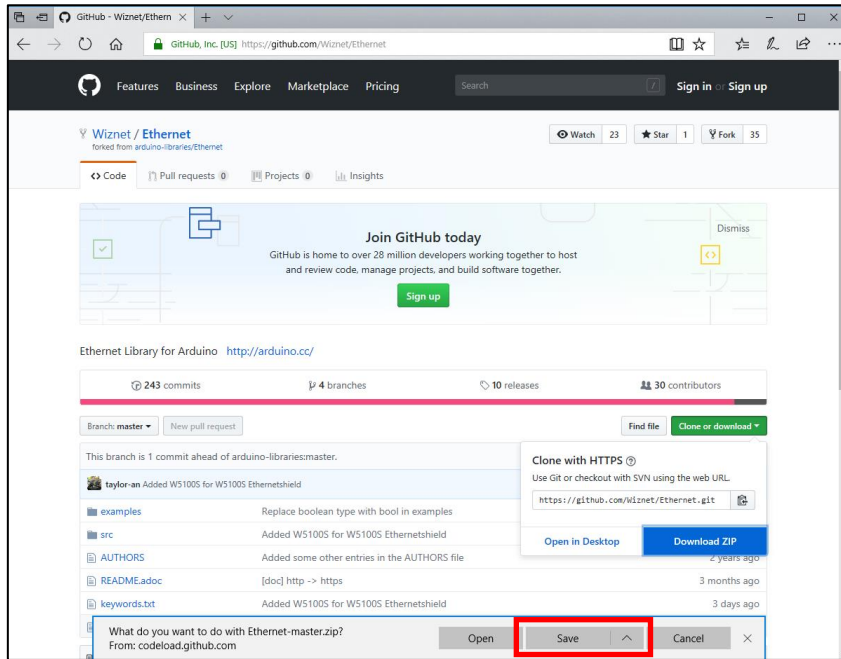 GitHub - Wiznet/Ethern
GitHub, Inc. [US] https://github.com/Wiznet/Ethernet
Features Business Explore Marketplace Pricing Search / Sign in or Sign up
Wiznet / Ethernet
forked from arduino-libraries/Ethernet
Watch 23 Star 1 Fork 35
Code Pull requests 0 Projects 0 Insights
Dismiss
Join GitHub today
GitHub is home to over 28 million developers working together to host
and review code, manage projects, and build software together.
Sign up
Ethernet Library for Arduino http://arduino.cc/
243 commits 4 branches 10 releases 30 contributors
Branch: master New pull request Find file Clone or download
This branch is 1 commit ahead of arduino-libraries:master.
taylor-an Added W5100S for W5100S Ethernetshield
examples Replace boolean type with bool in examples
src Added W5100S for W5100S Ethernetshield
AUTHORS Added some other entries in the AUTHORS file 2 years ago
README.adoc [doc] http -> https 3 months ago
keywords.txt Added W5100S for W5100S Ethernetshield 3 days ago
Clone with HTTPS
Use Git or checkout with SVN using the web URL.
https://github.com/Wiznet/Ethernet.git
Open in Desktop Download ZIP
What do you want to do with Ethernet-master.zip?
From: codeload.github.com
Open Save Cancel